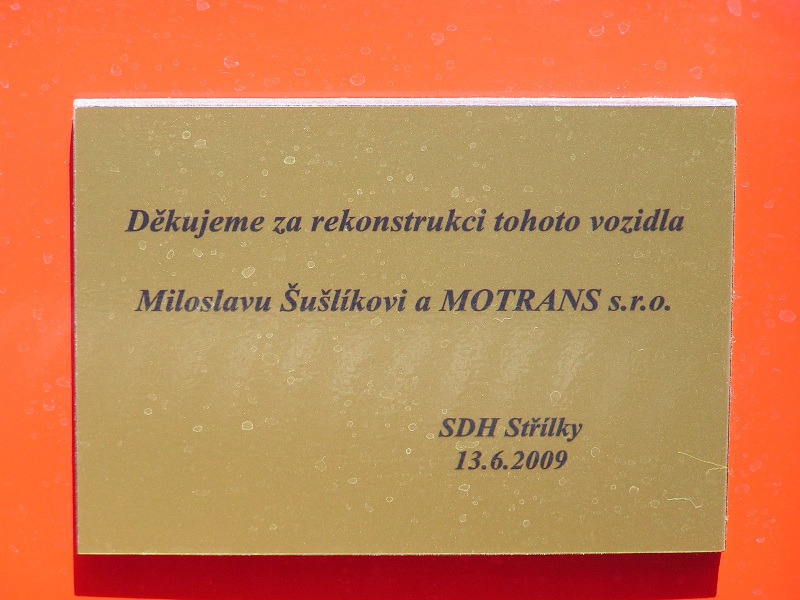 Děkujeme za rekonstrukci tohoto vozidla
Miloslavu Šušlíkovi a MOTRANS s.r.o.
SDH Střílky
13.6.2009